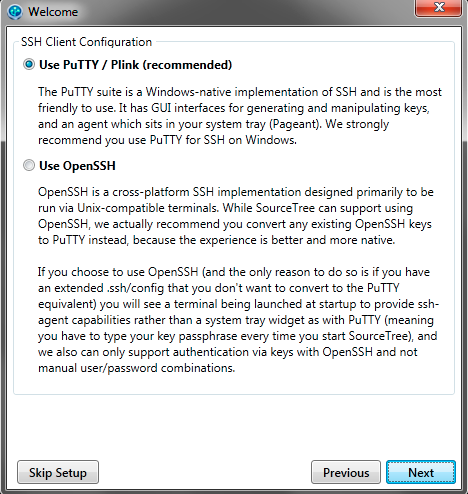 Welcome
SSH Client Configuration
Use PuTTY / Plink (recommended)
The PuTTY suite is a Windows-native implementation of SSH and is the most
friendly to use. It has GUI interfaces for generating and manipulating keys,
and an agent which sits in your system tray (Pageant). We strongly
recommend you use PuTTY for SSH on Windows.
Use OpenSSH
OpenSSH is a cross-platform SSH implementation designed primarily to be
run via Unix-compatible terminals. While SourceTree can support using
OpenSSH, we actually recommend you convert any existing OpenSSH keys
to PuTTY instead, because the experience is better and more native.
If you choose to use OpenSSH (and the only reason to do so is if you have
an extended .ssh/config that you don't want to convert to the PuTTY
equivalent) you will see a terminal being launched at startup to provide ssh-
agent capabilities rather than a system tray widget as with PuTTY (meaning
you have to type your key passphrase every time you start SourceTree), and
we also can only support authentication via keys with OpenSSH and not
manual user/password combinations.
Skip Setup
Previous
Next